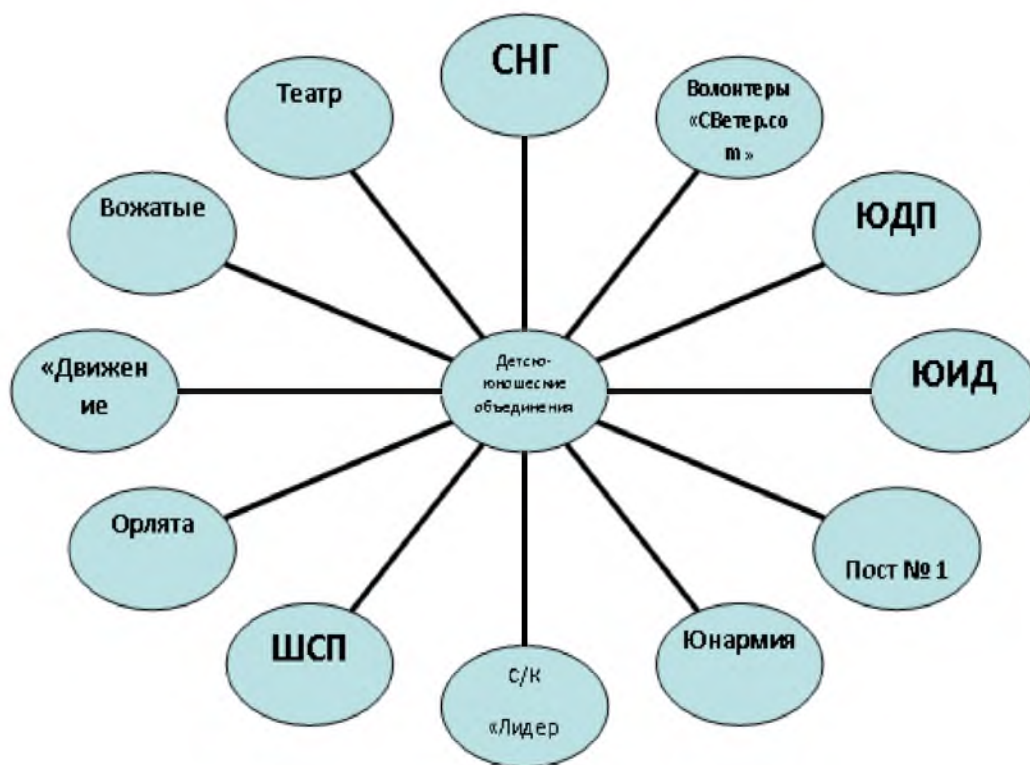 СНГ
Волонтеры
«СВетер.со
m »
ЮДП
ЮИД
Пост № 1
Юнармия
С/К
«Лидер
ШСП
Орлята
«Движен
ие
Вожатые
Театр
Детско-
юношеские
объединения